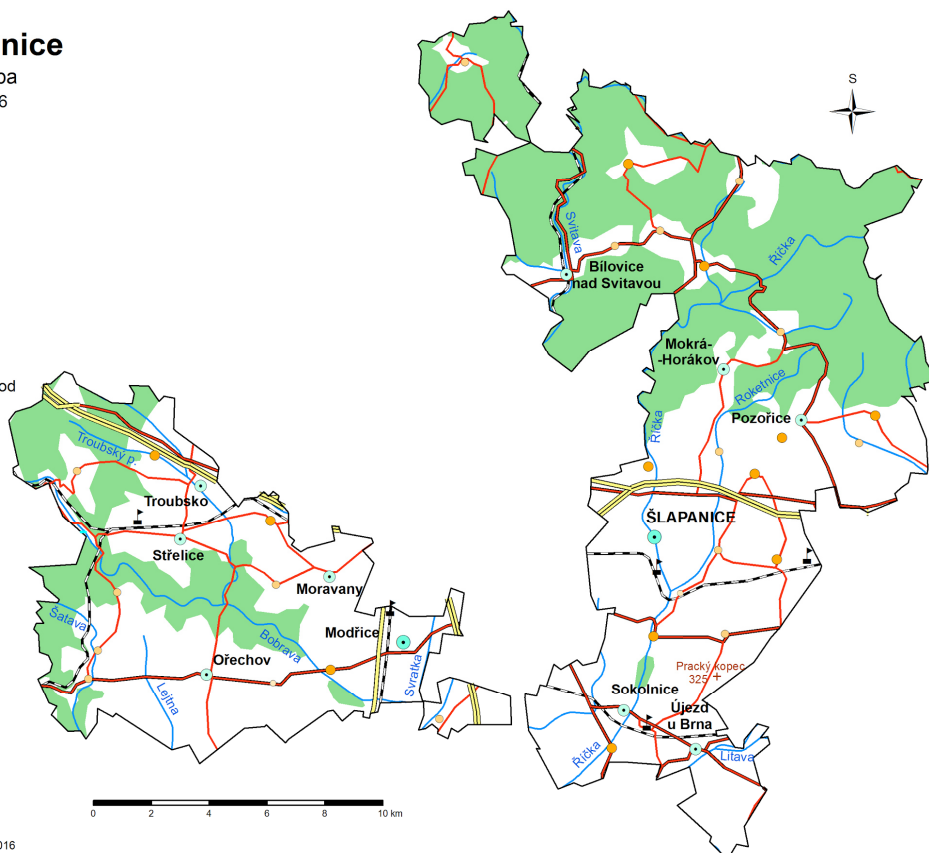 nice
pa
6
S
Svitava
Říčka
Bílovice
nad Svitavou
Mokrá-
-Horákov
Roketnice
od
Říčka
Pozořice
Troubský p.
Troubsko
ŠLAPANICE
Střelice
Moravany
Šatava
Modřice
Bobrava
Ořechov
Pracký kopec
325
Svratka
Lejtna
Sokolnice
Újezd
u Brna
Říčka
Litava
0 2 4 6 8 10 km
016